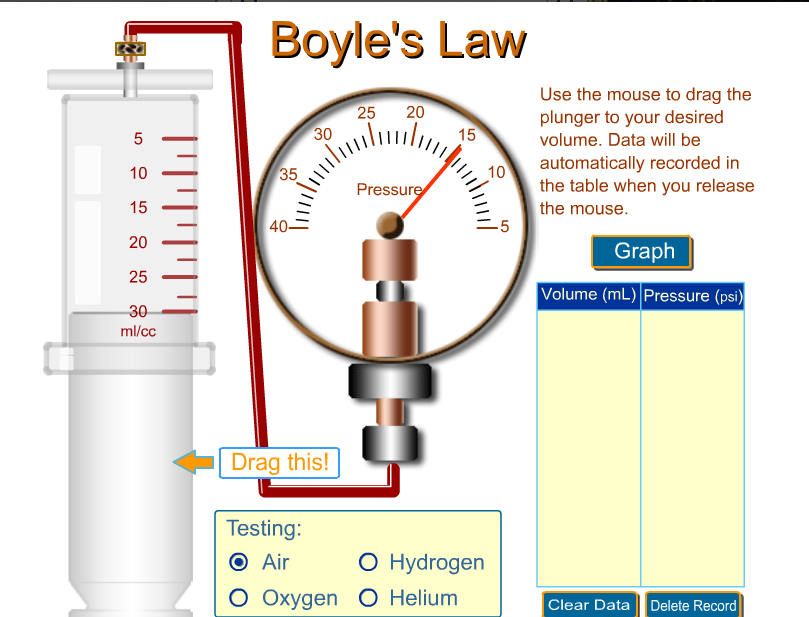 Boyle's Law
5
10
15
20
25
30
ml/cc
40
35
30
25
20
15
10
5
Pressure
Use the mouse to drag the
plunger to your desired
volume. Data will be
automatically recorded in
the table when you release
the mouse.
Graph
Volume (mL) Pressure (psi)
Drag this!
Testing:
Air Hydrogen
Oxygen Helium
Clear Data Delete Record